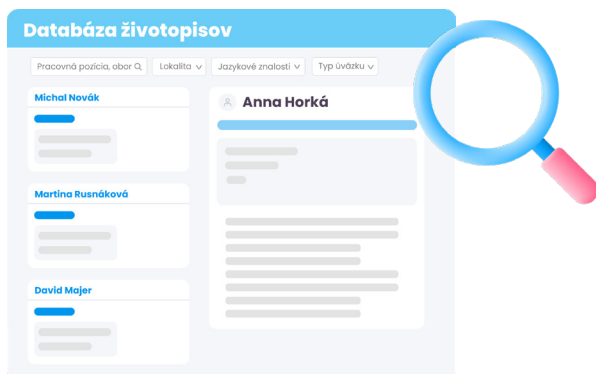 Databáza životopisov
Pracovná pozícia, obor
Lokalita
Jazykové znalosti
Typ úväzku
Michal Novák
Anna Horká
Martina Rusnáková
David Majer